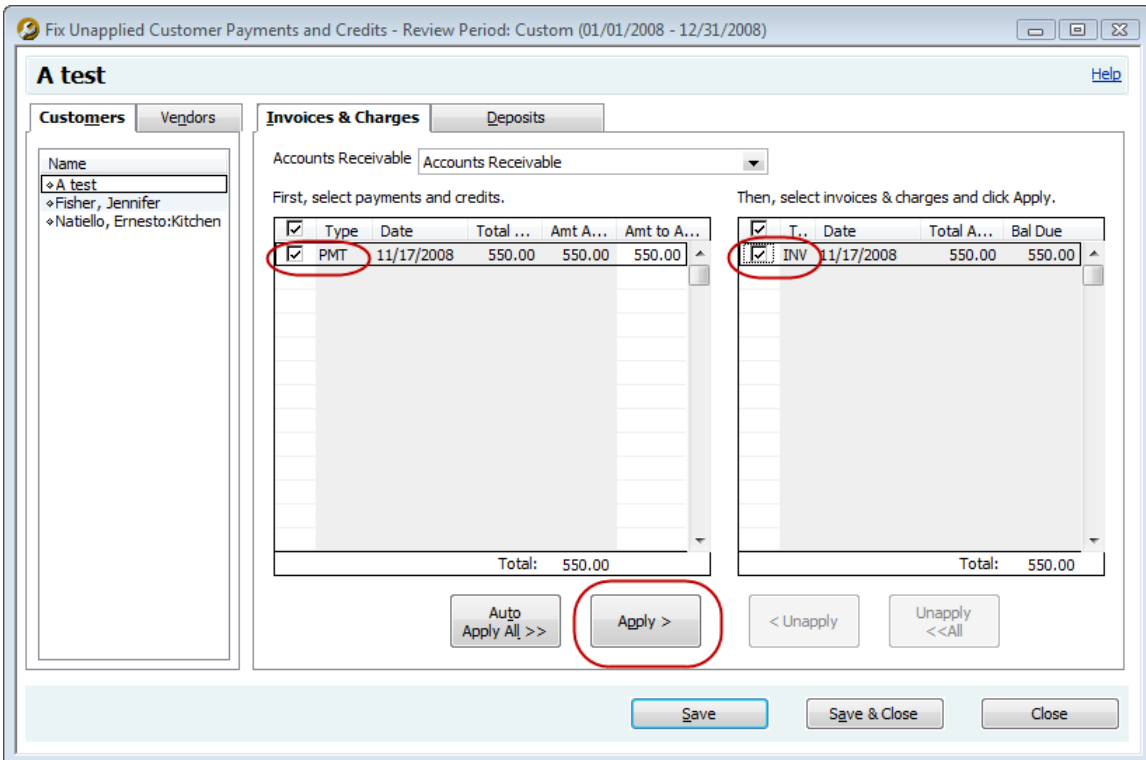 Fix Unapplied Customer Payments and Credits - Review Period: Custom (01/01/2008 - 12/31/2008)
A test
Help
Customers Vendors
Invoices & Charges Deposits
Name
A test
Fisher, Jennifer
Natiello, Ernesto:Kitchen
Accounts Receivable Accounts Receivable
First, select payments and credits.
Type Date Total ... Amt A... Amt to A...
PMT 11/17/2008 550.00 550.00 550.00
Total: 550.00
Then, select invoices & charges and click Apply.
T.. Date Total A... Bal Due
INV 11/17/2008 550.00 550.00
Total: 550.00
Auto
Apply All >>
Apply >
< Unapply
Unapply
<<All
Save Save & Close Close